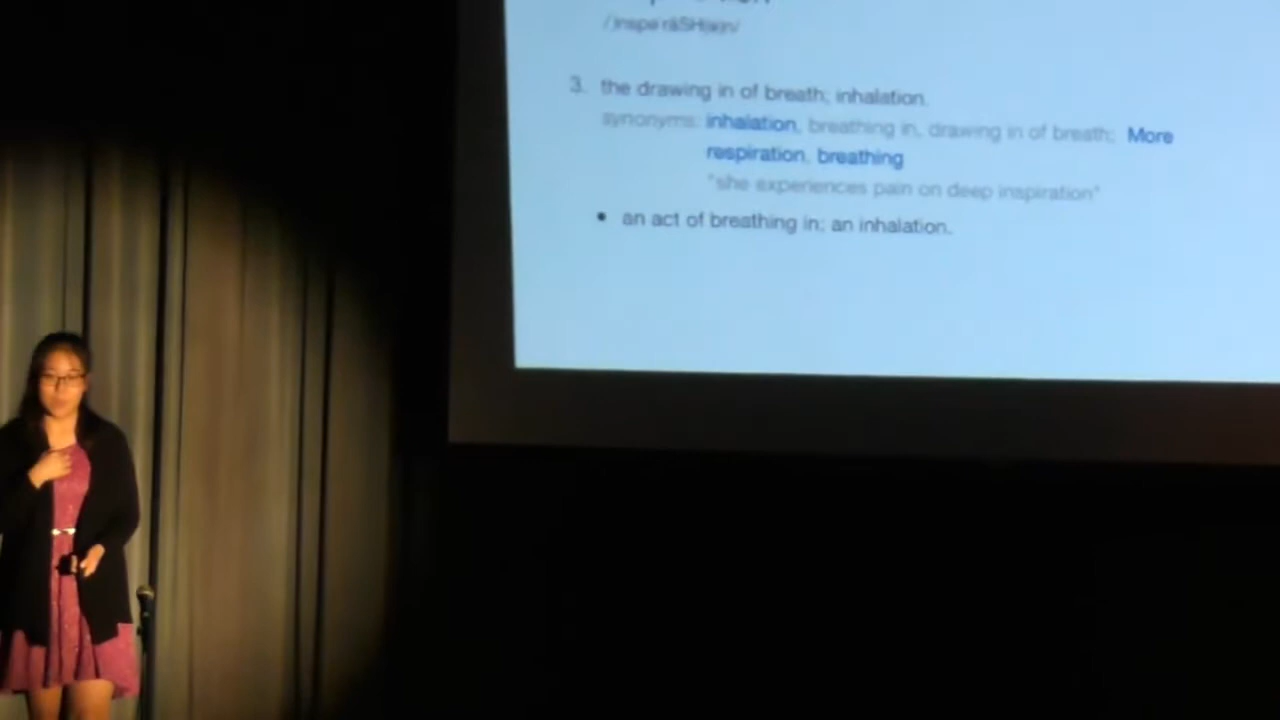 3. the drawing in of breath; inhalation.
synonyms: inhalation, breathing in, drawing in of breath; More
respiration, breathing
"she experiences pain on deep inspiration"
• an act of breathing in; an inhalation.